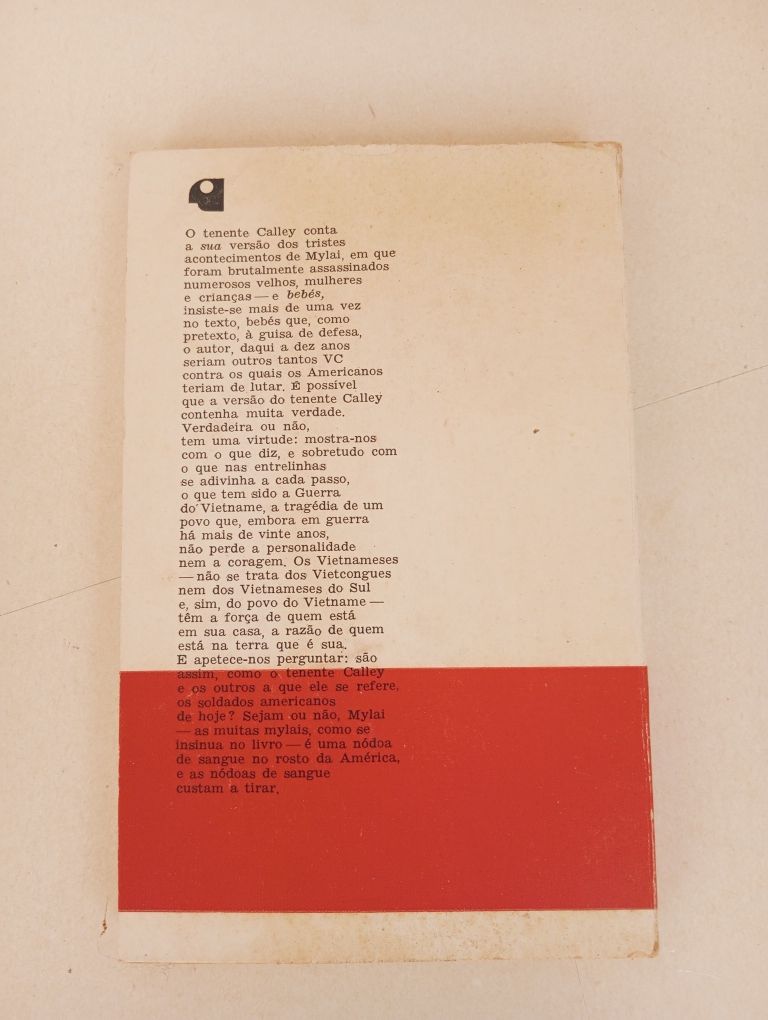 O tenente Calley conta
a sua versão dos tristes
acontecimentos de Mylai, em que
foram brutalmente assassinados
numerosos velhos, mulheres
e crianças — e bebés,
insiste-se mais de uma vez
no texto, bebés que, como
pretexto, à guisa de defesa,
o autor, daqui a dez anos
seriam outros tantos VC
contra os quais os Americanos
teriam de lutar. É possível
que a versão do tenente Calley
contenha muita verdade.
Verdadeira ou não,
tem uma virtude: mostra-nos
com o que diz, e sobretudo com
o que nas entrelinhas
se adivinha a cada passo,
o que tem sido a Guerra
do Vietname, a tragédia de um
povo que, embora em guerra
há mais de vinte anos,
não perde a personalidade
nem a coragem. Os Vietnameses
— não se trata dos Vietcongues
nem dos Vietnameses do Sul
e, sim, do povo do Vietname —
têm a força de quem está
em sua casa, a razão de quem
está na terra que é sua.
E apetece-nos perguntar: são
assim, como o tenente Calley
e os outros a que ele se refere,
os soldados americanos
de hoje? Sejam ou não, Mylai
— as muitas mylais, como se
insinua no livro — é uma nódoa
de sangue no rosto da América,
e as nódoas de sangue
custam a tirar.